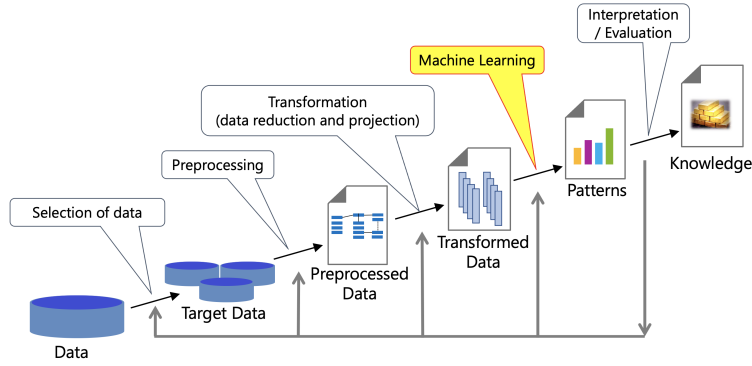 Interpretation
/ Evaluation
Machine Learning
Transformation
(data reduction and projection)
Knowledge
Preprocessing
Patterns
Selection of data
Transformed
Data
Preprocessed
Data
Target Data
Data